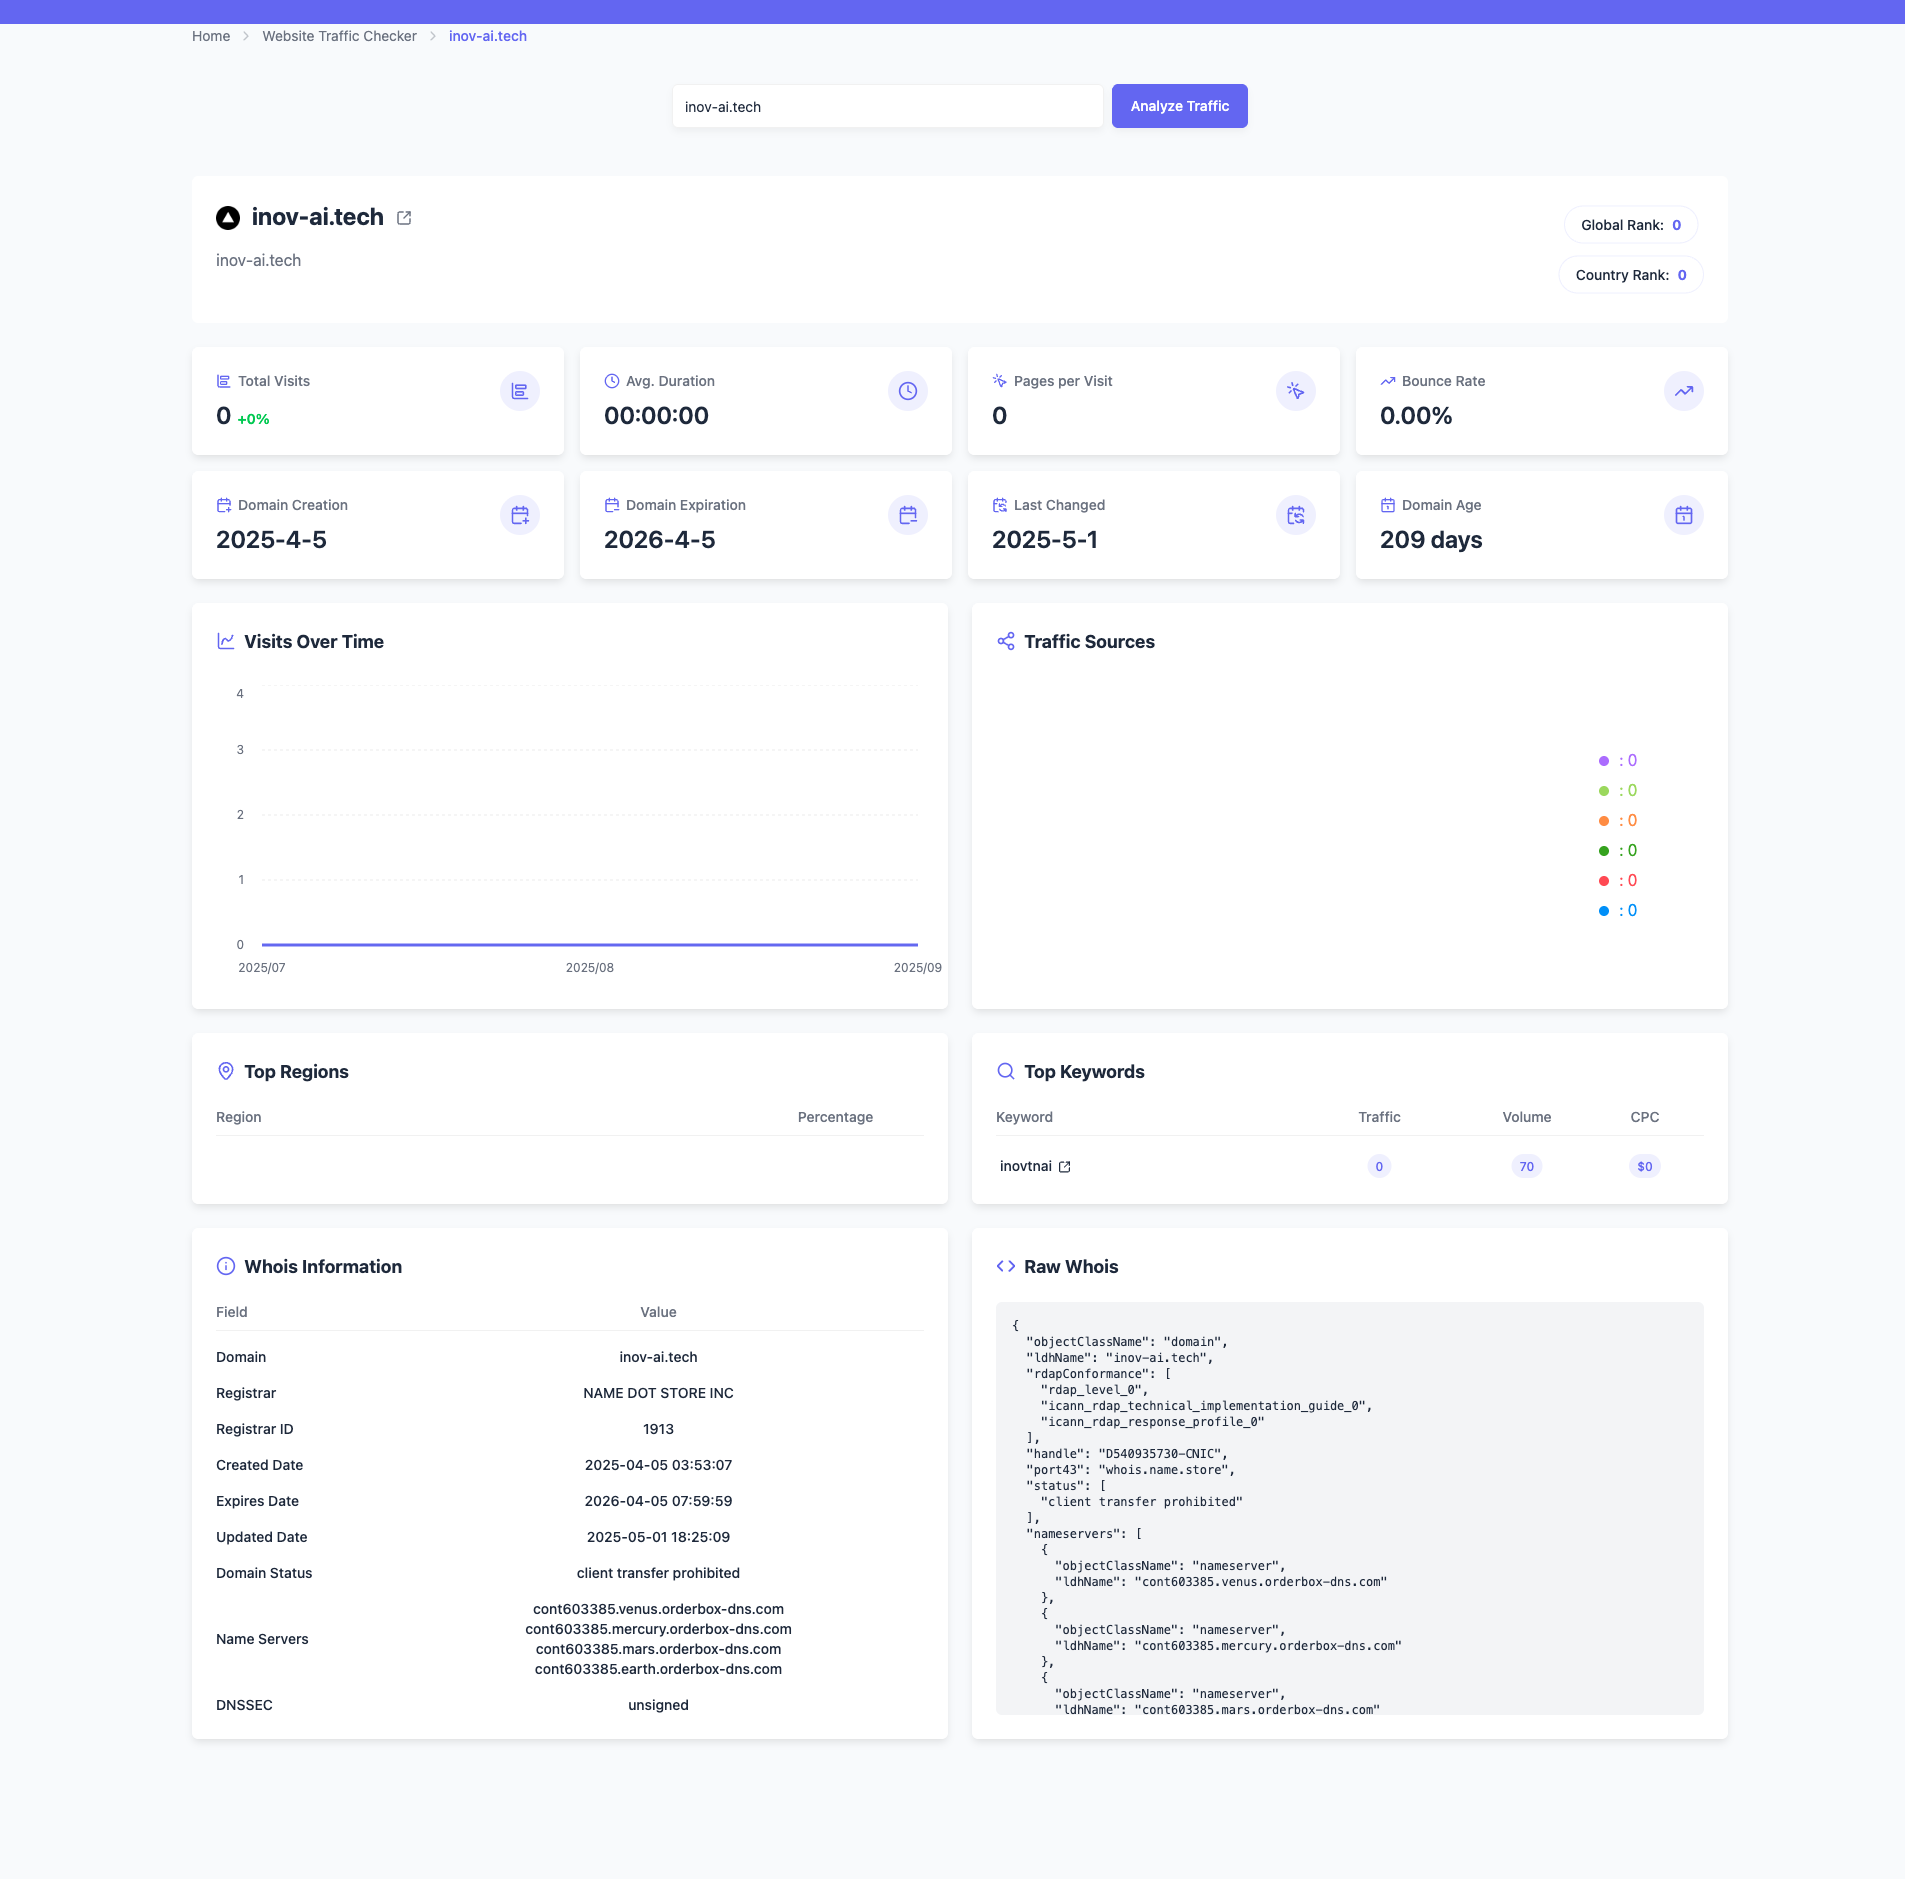 Home
Website Traffic Checker
inov-ai.tech
inov-ai.tech
Analyze Traffic
inov-ai.tech
inov-ai.tech
Global Rank: 0
Country Rank: 0
Total Visits
0 +0%
Avg. Duration
00:00:00
Pages per Visit
0
Bounce Rate
0.00%
Domain Creation
2025-4-5
Domain Expiration
2026-4-5
Last Changed
2025-5-1
Domain Age
209 days
Visits Over Time
4
3
2
1
0
2025/07 2025/08 2025/09
Traffic Sources
: 0
: 0
: 0
: 0
: 0
: 0
Top Regions
Region Percentage
Top Keywords
Keyword Traffic Volume CPC
inovtnai 0 70 $0
Whois Information
Field Value
Domain inov-ai.tech
Registrar NAME DOT STORE INC
Registrar ID 1913
Created Date 2025-04-05 03:53:07
Expires Date 2026-04-05 07:59:59
Updated Date 2025-05-01 18:25:09
Domain Status client transfer prohibited
Name Servers
cont603385.venus.orderbox-dns.com
cont603385.mercury.orderbox-dns.com
cont603385.mars.orderbox-dns.com
cont603385.earth.orderbox-dns.com
DNSSEC unsigned
Raw Whois
{
"objectClassName": "domain",
"ldhName": "inov-ai.tech",
"rdapConformance": [
"rdap_level_0",
"icann_rdap_technical_implementation_guide_0",
"icann_rdap_response_profile_0"
],
"handle": "D540935730-CNIC",
"port43": "whois.name.store",
"status": [
"client transfer prohibited"
],
"nameservers": [
{
"objectClassName": "nameserver",
"ldhName": "cont603385.venus.orderbox-dns.com"
},
{
"objectClassName": "nameserver",
"ldhName": "cont603385.mercury.orderbox-dns.com"
},
{
"objectClassName": "nameserver",
"ldhName": "cont603385.mars.orderbox-dns.com"